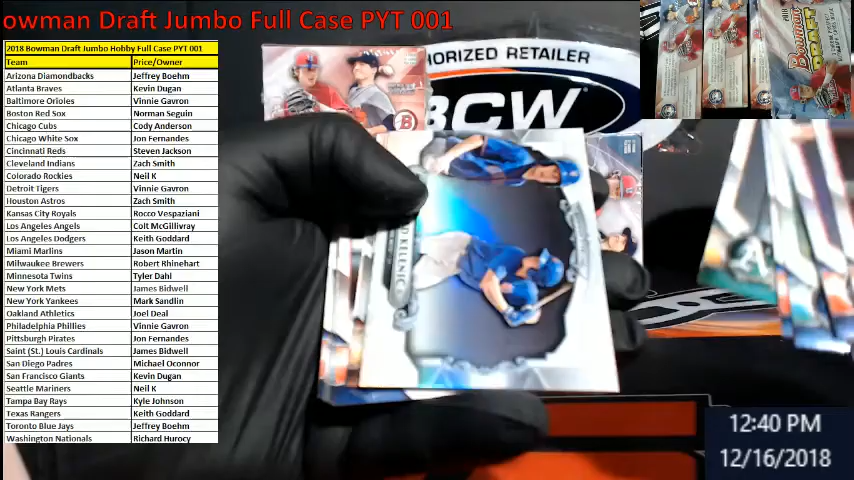 owman Draft Jumbo Full Case PYT 001
2018 Bowman Draft Jumbo Hobby Full Case PYT 001
Team Price/Owner
Arizona Diamondbacks Jeffrey Boehm
Atlanta Braves Kevin Dugan
Baltimore Orioles Vinnie Gavron
Boston Red Sox Norman Seguin
Chicago Cubs Cody Anderson
Chicago White Sox Jon Fernandes
Cincinnati Reds Steven Jackson
Cleveland Indians Zach Smith
Colorado Rockies Neil K
Detroit Tigers Vinnie Gavron
Houston Astros Zach Smith
Kansas City Royals Rocco Vespaziani
Los Angeles Angels Colt McGillivray
Los Angeles Dodgers Keith Goddard
Miami Marlins Jason Martin
Milwaukee Brewers Robert Rhinehart
Minnesota Twins Tyler Dahl
New York Mets James Bidwell
New York Yankees Mark Sandlin
Oakland Athletics Joel Deal
Philadelphia Phillies Vinnie Gavron
Pittsburgh Pirates Jon Fernandes
Saint (St.) Louis Cardinals James Bidwell
San Diego Padres Michael Oconnor
San Francisco Giants Kevin Dugan
Seattle Mariners Neil K
Tampa Bay Rays Kyle Johnson
Texas Rangers Keith Goddard
Toronto Blue Jays Jeffrey Boehm
Washington Nationals Richard Hurocy
HORIZED RETAILER
BCW
D KELENIC
Bowman
DRAFT
12:40 PM
12/16/2018